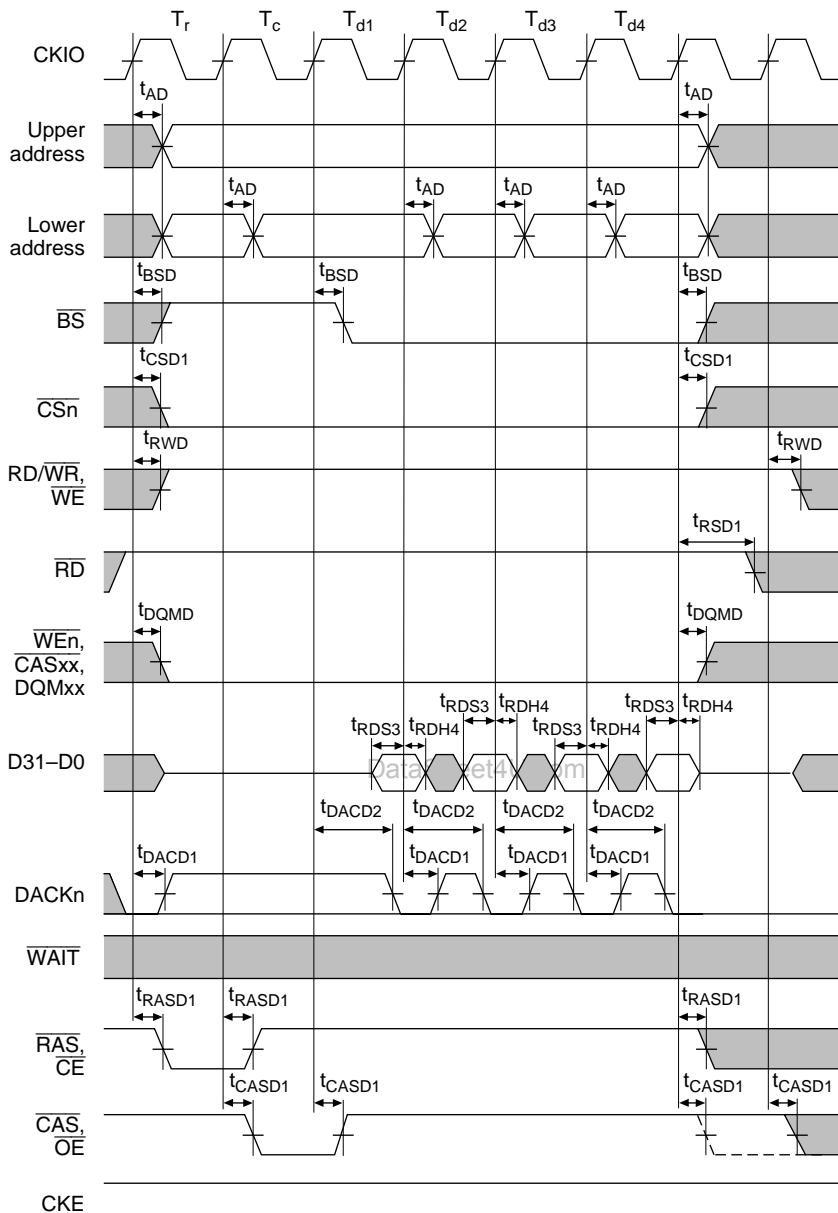 Tr Tc Td1 Td2 Td3 Td4
CKIO
tAD tAD
Upper
address
tAD tAD tAD tAD
Lower
address
tBSD tBSD tBSD
BS
tCSD1 tCSD1
CSn
tRWD tRWD
RD/WR,
WE
tRSD1
RD
tDQMD tDQMD
WEn,
CASxx,
DQMxx
tRDS3 tRDH4 tRDS3 tRDH4
tRDS3 tRDH4 tRDS3 tRDH4
D31–D0
tDACD2 tDACD2 tDACD2 tDACD2
tDACD1 tDACD1 tDACD1 tDACD1
DACKn
WAIT
tRASD1 tRASD1 tRASD1
RAS,
CE
tCASD1 tCASD1 tCASD1 tCASD1
CAS,
OE
CKE